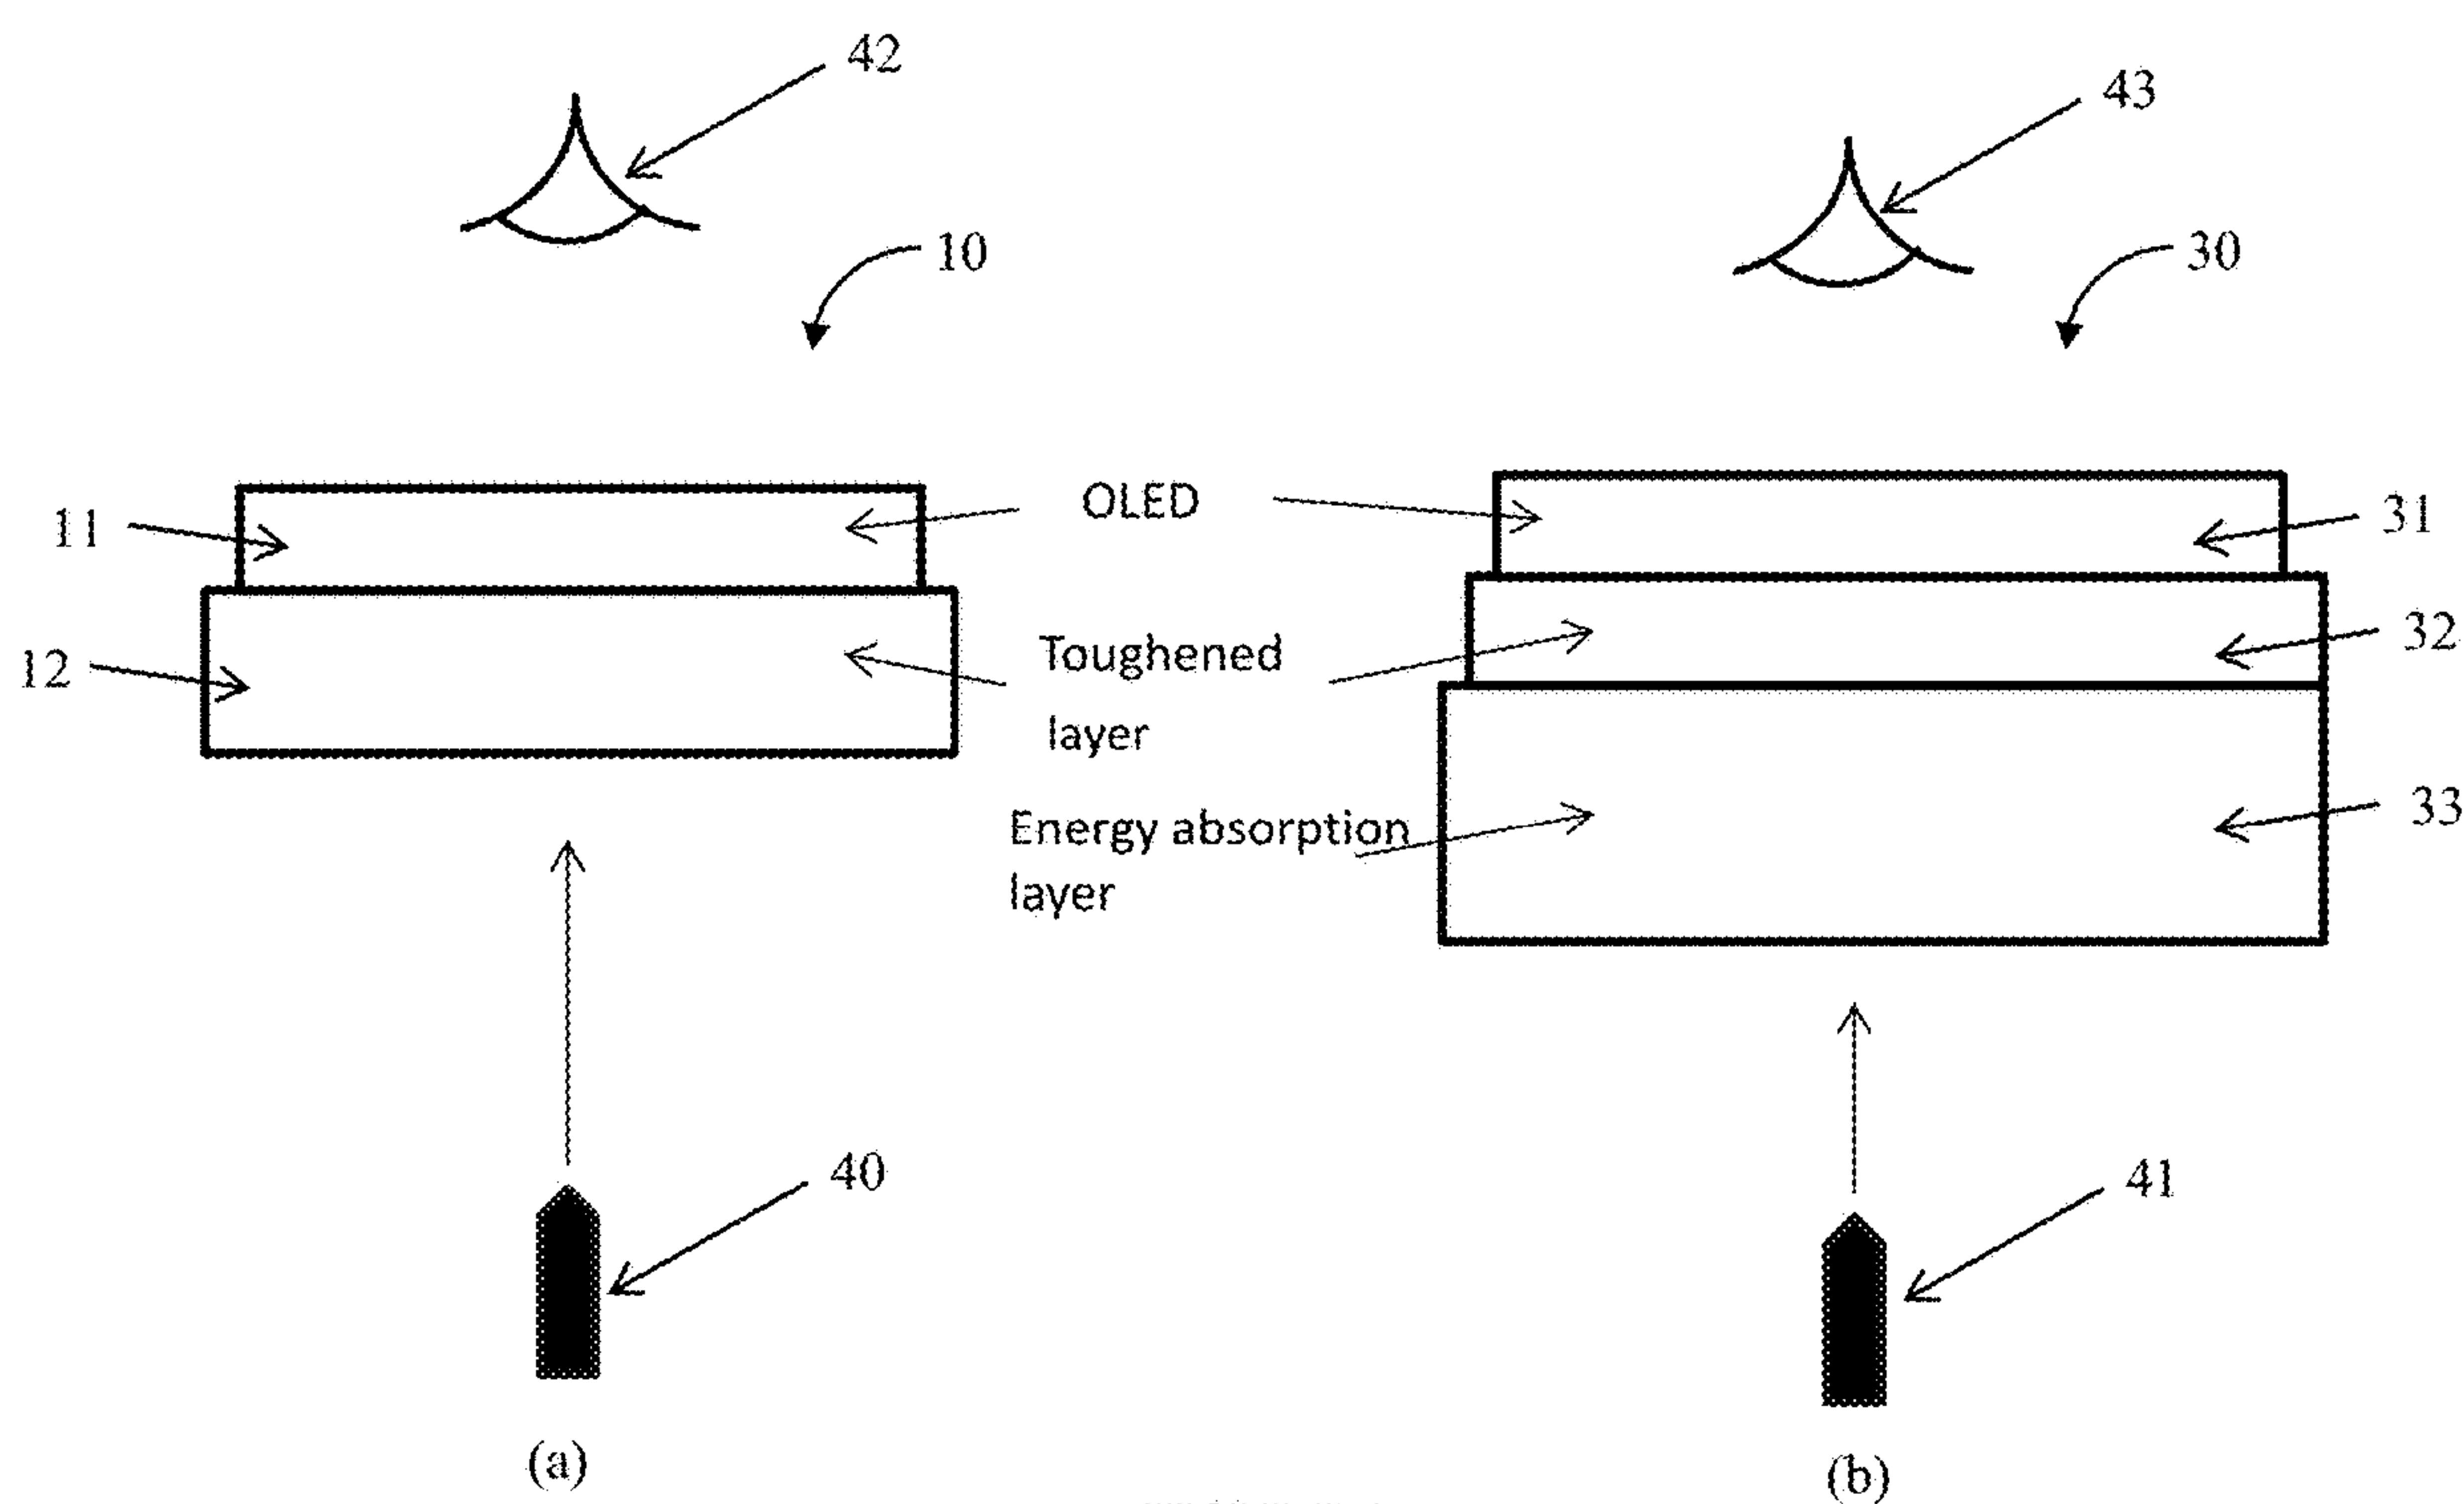 42
43
10
30
OLED
11
31
Toughened
layer
12
32
Energy absorption
layer
33
40
41
(a)
(b)